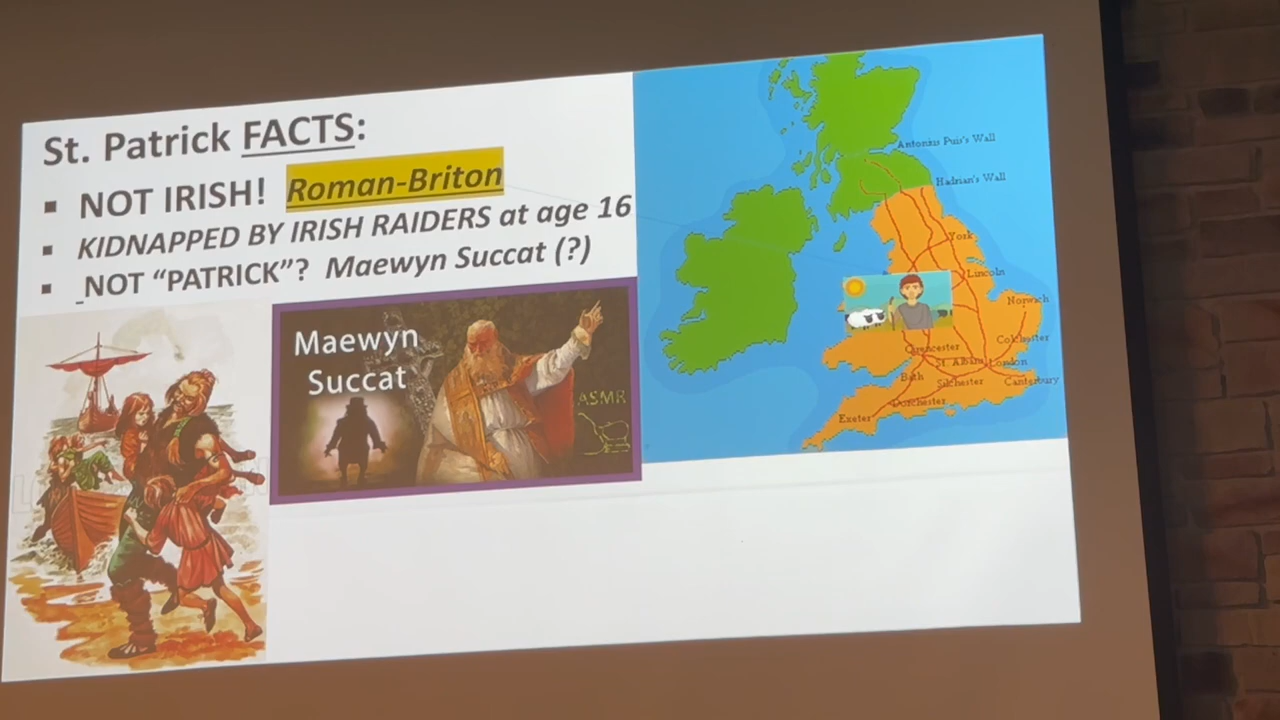 St. Patrick FACTS:
▪ NOT IRISH! Roman-Briton
▪ KIDNAPPED BY IRISH RAIDERS at age 16
▪ NOT “PATRICK”? Maewyn Succat (?)
Maewyn
Succat
ASMR
Antonius Puis's Wall
Hadrian's Wall
York
Lincoln
Norwich
Colchester
Cirencester
St. Albans
London
Bath
Silchester
Canterbury
Dorchester
Exeter